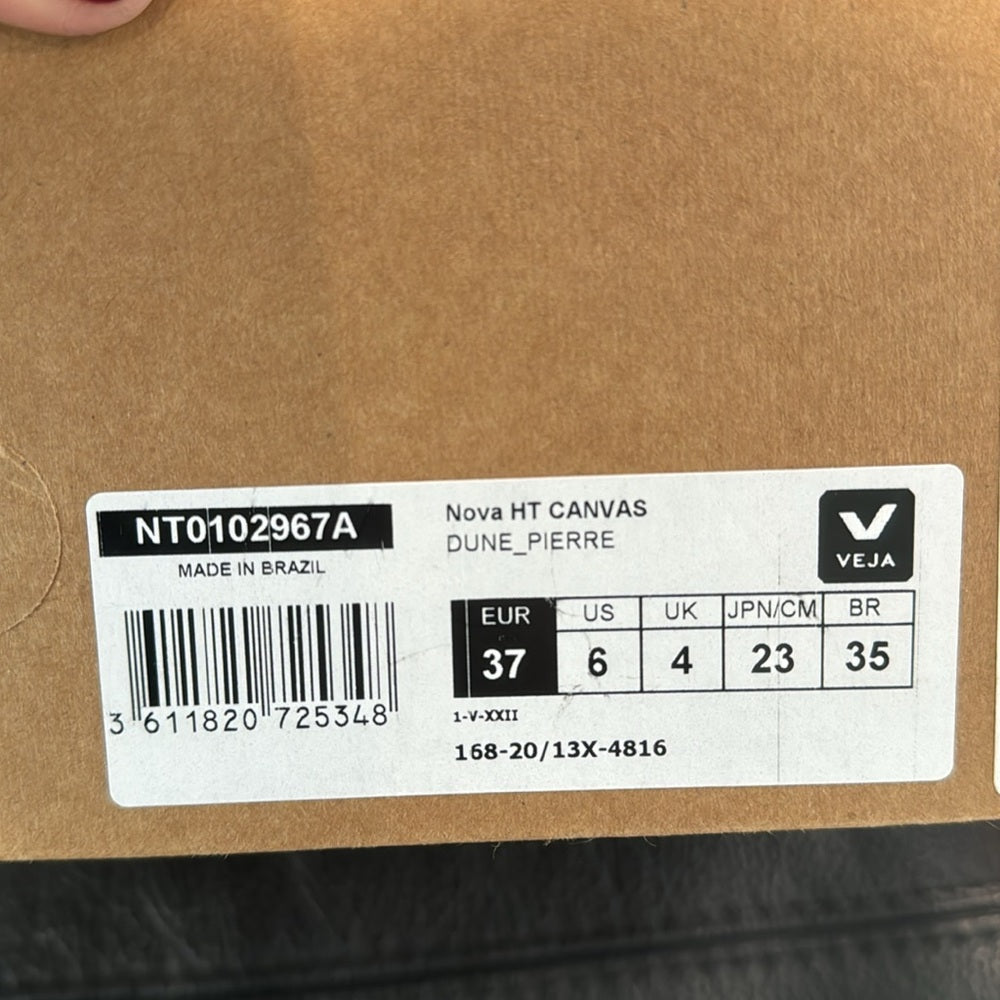 NT0102967A
MADE IN BRAZIL
3 611820 725348
Nova HT CANVAS
DUNE_PIERRE
VEJA
EUR US UK JPN/CM BR
37 6 4 23 35
1-V-XXII
168-20/13X-4816